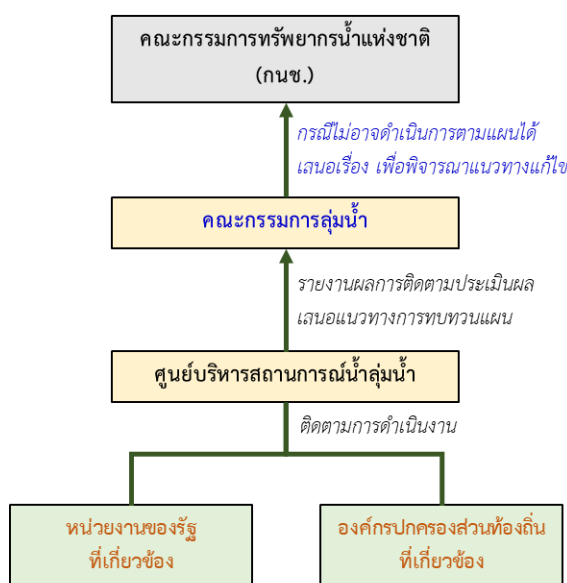 คณะกรรมการทรัพยากรน้ำแห่งชาติ
(กนช.)
กรณีไม่อาจดำเนินการตามแผนได้
เสนอเรื่อง เพื่อพิจารณาแนวทางแก้ไข
คณะกรรมการลุ่มน้ำ
รายงานผลการติดตามประเมินผล
เสนอแนวทางการทบทวนแผน
ศูนย์บริหารสถานการณ์น้ำลุ่มน้ำ
ติดตามการดำเนินงาน
หน่วยงานของรัฐ
ที่เกี่ยวข้อง
องค์กรปกครองส่วนท้องถิ่น
ที่เกี่ยวข้อง